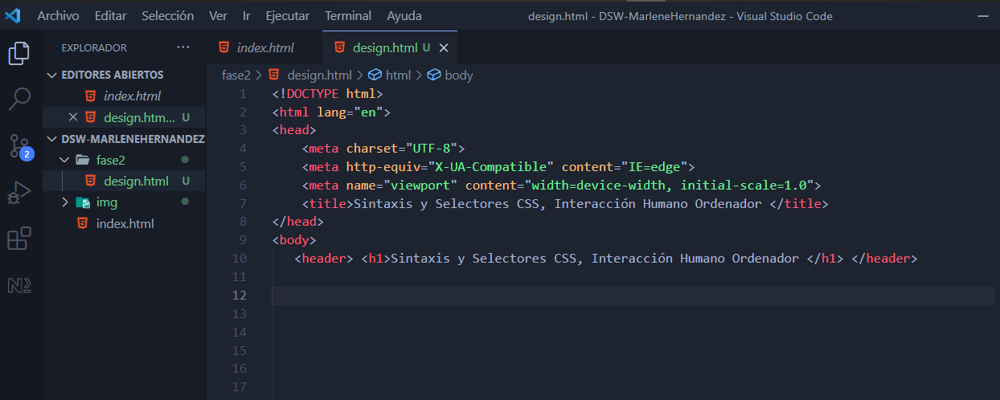 Archivo Editar Selección Ver Ir Ejecutar Terminal Ayuda design.html - DSW-MarleneHernandez - Visual Studio Code
EXPLORADOR ···
EDITORES ABIERTOS
index.html
design.htm... U
DSW-MARLENEHERNANDEZ
fase2
design.html U
img
index.html
2
index.html design.html U
fase2 > design.html > html > body
1 <!DOCTYPE html>
2 <html lang="en">
3 <head>
4 <meta charset="UTF-8">
5 <meta http-equiv="X-UA-Compatible" content="IE=edge">
6 <meta name="viewport" content="width=device-width, initial-scale=1.0">
7 <title>Sintaxis y Selectores CSS, Interacción Humano Ordenador </title>
8 </head>
9 <body>
10 <header> <h1>Sintaxis y Selectores CSS, Interacción Humano Ordenador </h1> </header>
11
12
13
14
15
16
17